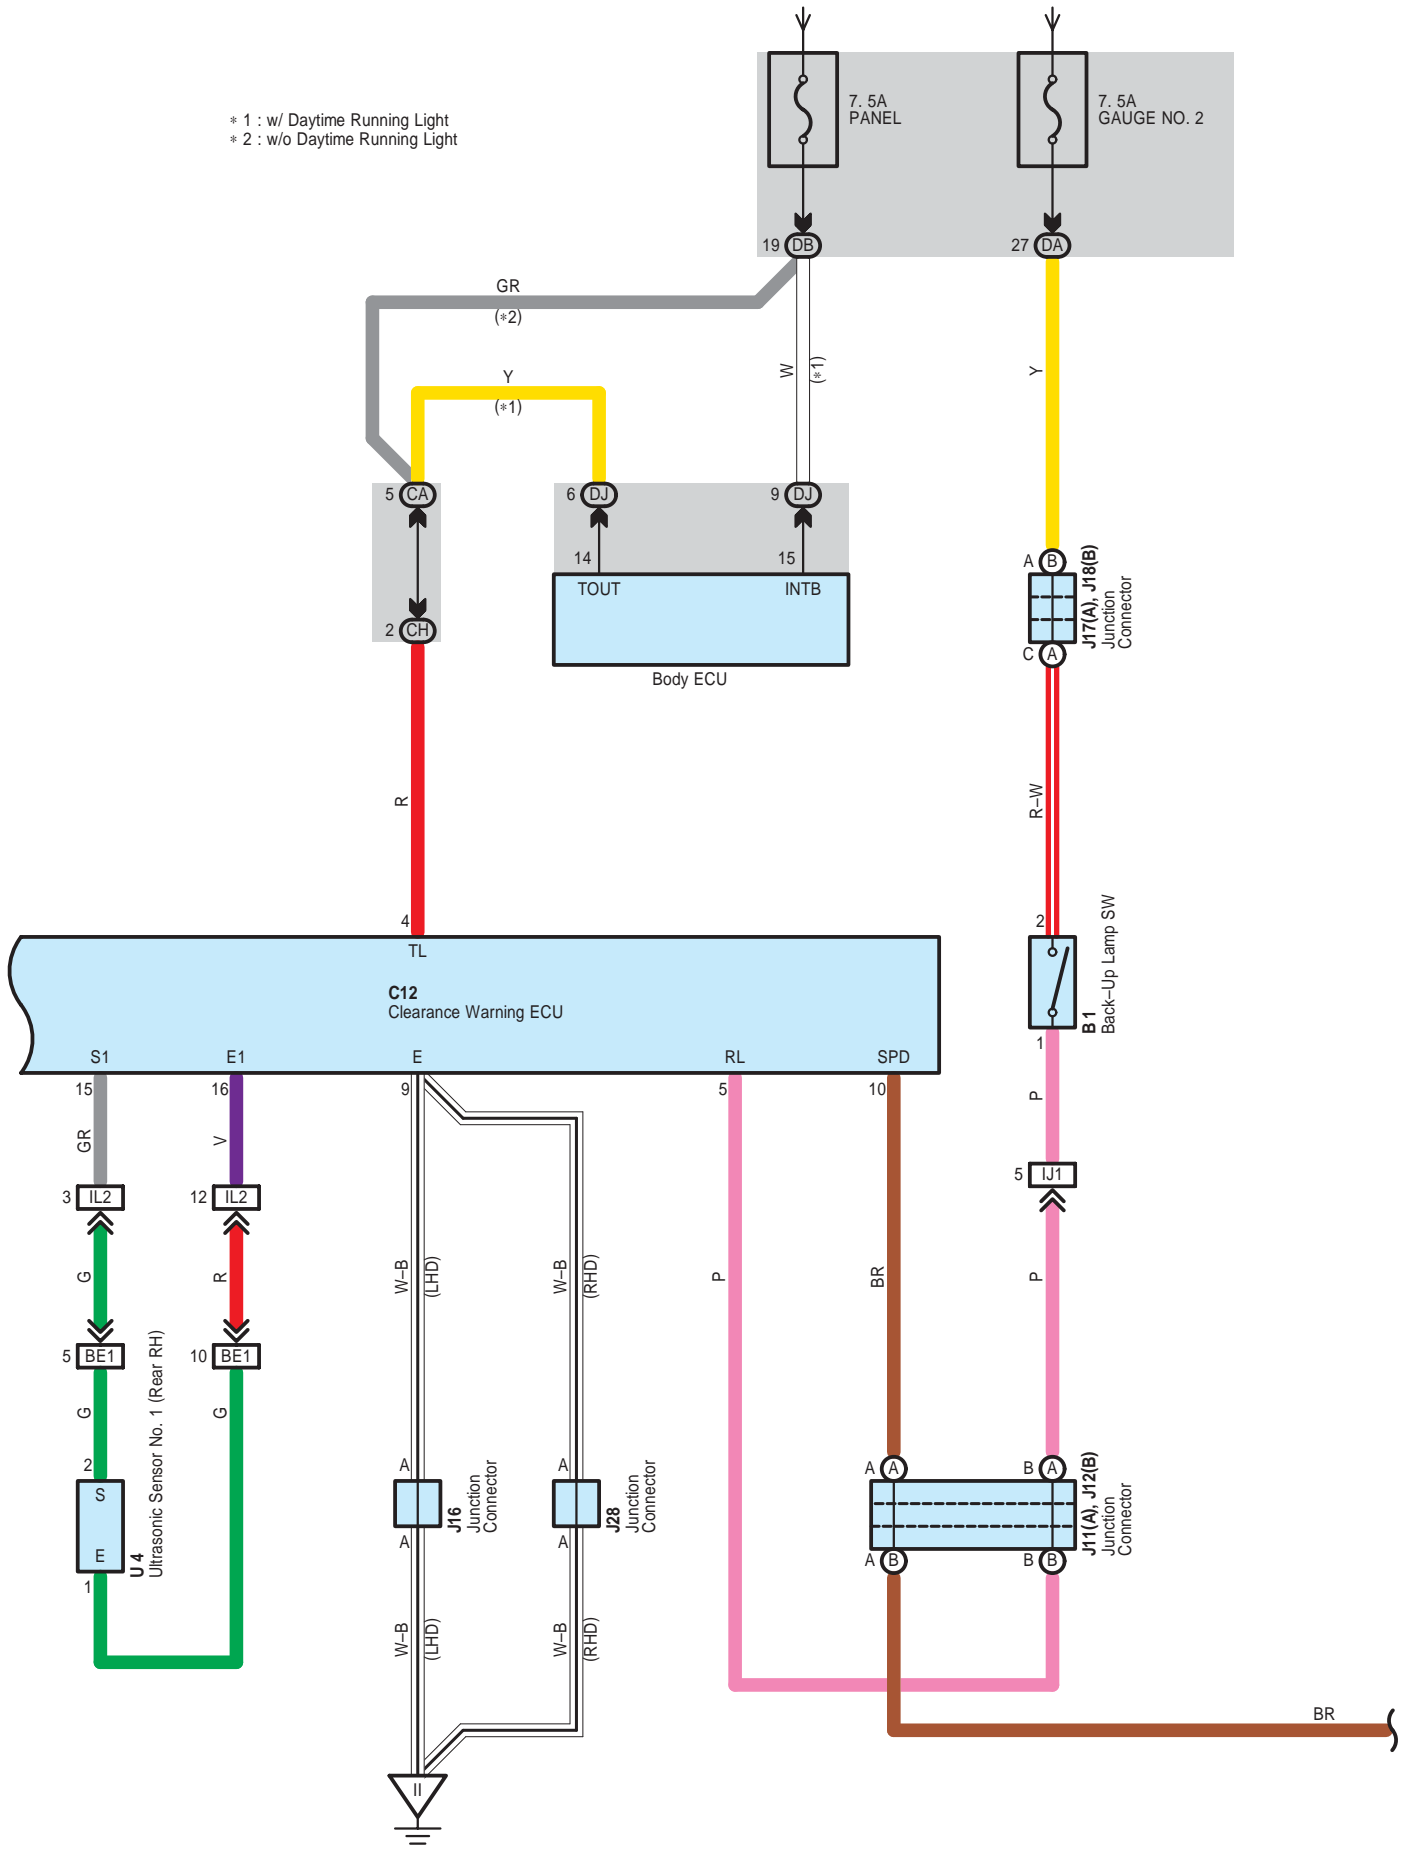 7. 5A
PANEL
7. 5A
GAUGE NO. 2
∗ 1 : w/ Daytime Running Light
∗ 2 : w/o Daytime Running Light
19 DB
27 DA
GR
(∗2)
W
(∗1)
Y
Y
(∗1)
5 CA
6 DJ
9 DJ
14
15
TOUT
INTB
Body ECU
2 CH
A B
C A
J17(A), J18(B)
Junction
Connector
R
R–W
4
TL
C12
Clearance Warning ECU
2
1
B 1
Back–Up Lamp SW
S1
E1
E
RL
SPD
15
16
9
5
10
GR
V
P
3 IL2
12 IL2
5 IJ1
G
R
W–B
(LHD)
W–B
(RHD)
P
BR
P
5 BE1
10 BE1
G
G
2
S
E
1
U 4
Ultrasonic Sensor No. 1 (Rear RH)
A
A
J16
Junction
Connector
A
A
J28
Junction
Connector
A A
B A
A B
B B
J11(A), J12(B)
Junction
Connector
W–B
(LHD)
W–B
(RHD)
BR
II